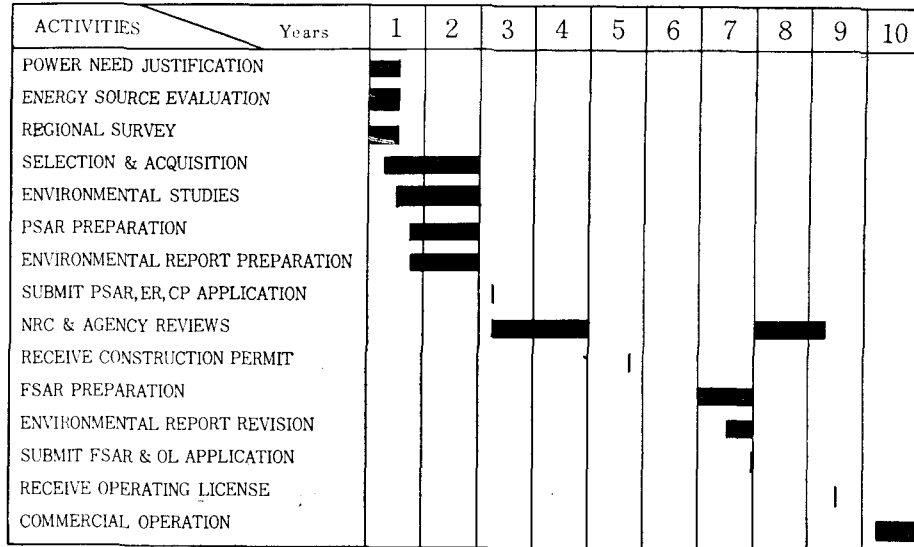 ACTIVITIES Years 1 2 3 4 5 6 7 8 9 10
POWER NEED JUSTIFICATION
ENERGY SOURCE EVALUATION
REGIONAL SURVEY
SELECTION & ACQUISITION
ENVIRONMENTAL STUDIES
PSAR PREPARATION
ENVIRONMENTAL REPORT PREPARATION
SUBMIT PSAR, ER, CP APPLICATION
NRC & AGENCY REVIEWS
RECEIVE CONSTRUCTION PERMIT
FSAR PREPARATION
ENVIRONMENTAL REPORT REVISION
SUBMIT FSAR & OL APPLICATION
RECEIVE OPERATING LICENSE
COMMERCIAL OPERATION